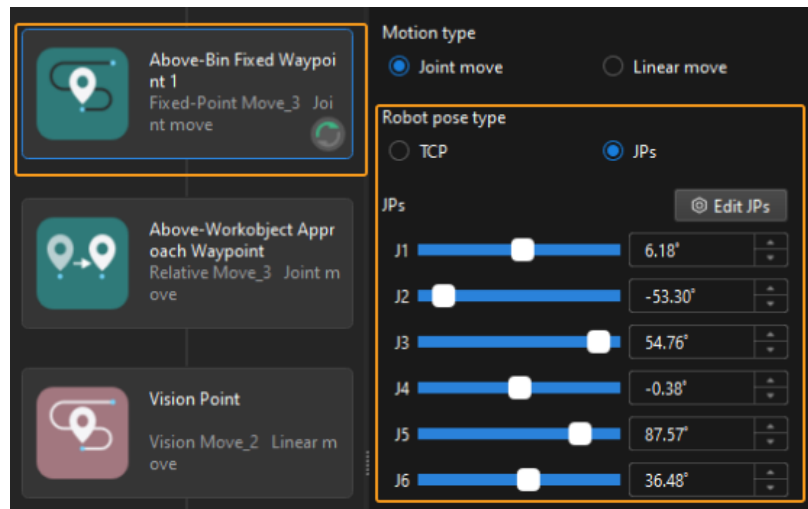 Above-Bin Fixed Waypoi
nt 1
Fixed-Point Move_3 Joi
nt move
Above-Workobject Appr
oach Waypoint
Relative Move_3 Joint m
ove
Vision Point
Vision Move_2 Linear m
ove
Motion type
Joint move Linear move
Robot pose type
TCP JPs
JPs Edit JPs
J1 6.18°
J2 -53.30°
J3 54.76°
J4 -0.38°
J5 87.57°
J6 36.48°